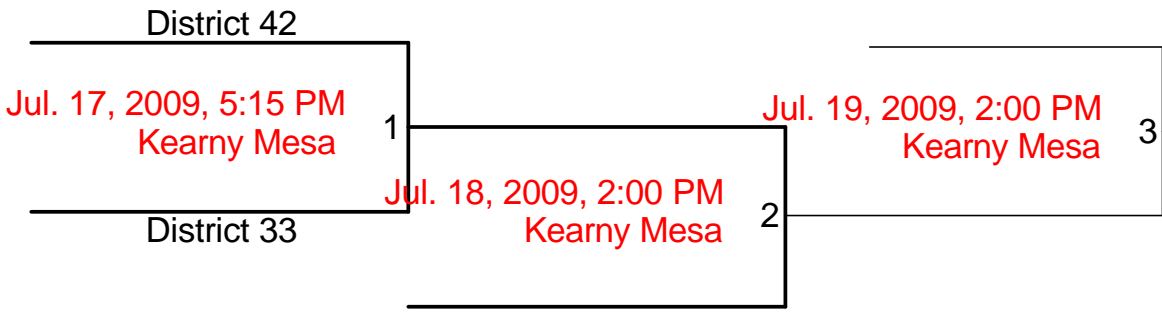 District 42
Jul. 17, 2009, 5:15 PM
Kearny Mesa
1
District 33
Jul. 18, 2009, 2:00 PM
Kearny Mesa
2
Jul. 19, 2009, 2:00 PM
Kearny Mesa
3